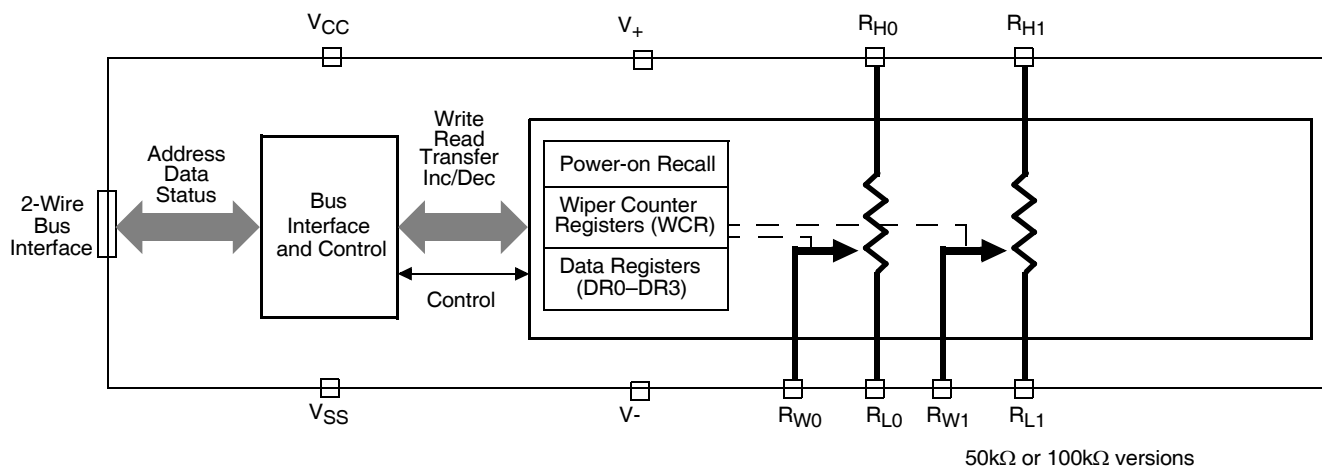 VCC
V+
RH0
RH1
Address
Data
Status
Write
Read
Transfer
Inc/Dec
2-Wire
Bus
Interface
Bus
Interface
and Control
Control
Power-on Recall
Wiper Counter
Registers (WCR)
Data Registers
(DR0–DR3)
VSS
V-
RW0
RL0
RW1
RL1
50kΩ or 100kΩ versions